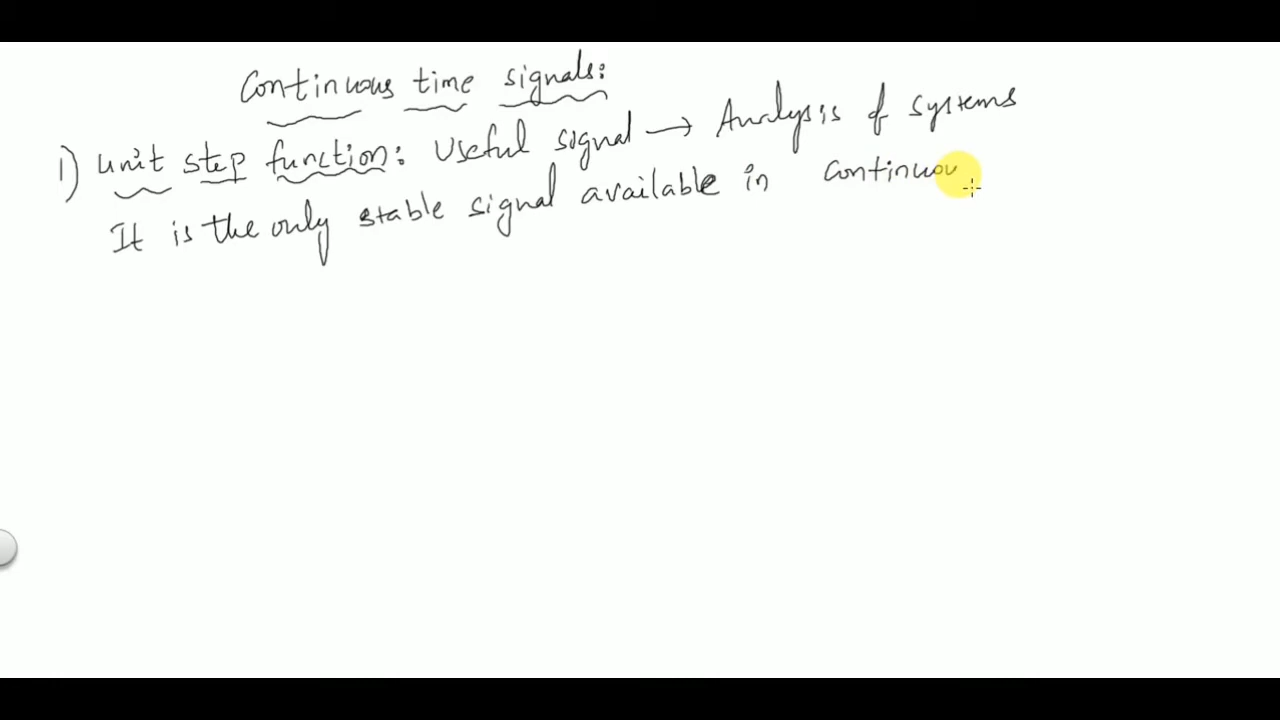 Continuous time signals:
1) Unit step function: Useful signal → Analysis of systems
It is the only stable signal available in continuou